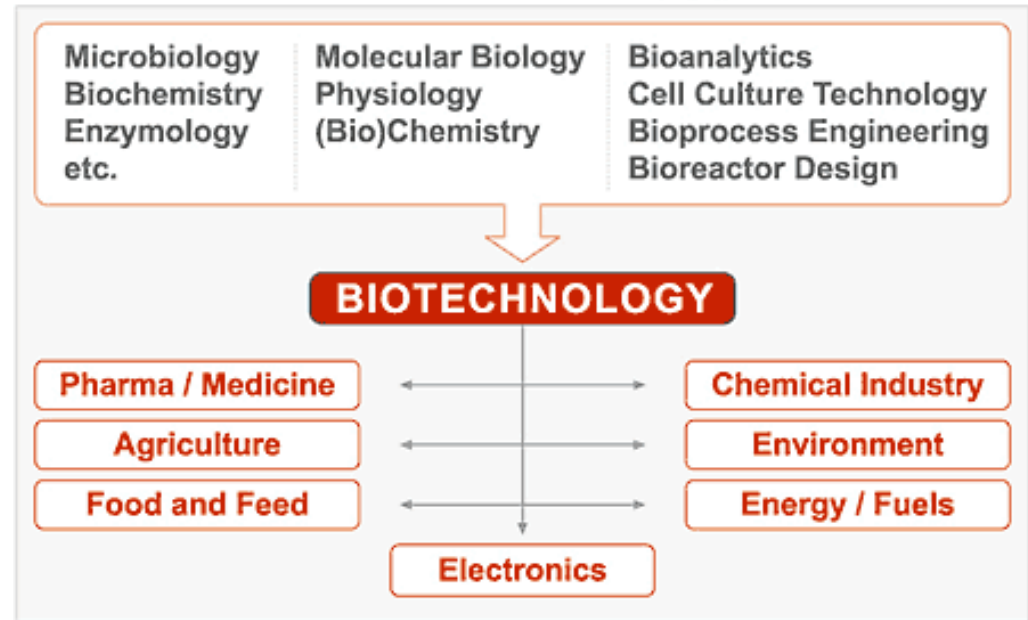 Microbiology
Biochemistry
Enzymology
etc.
Molecular Biology
Physiology
(Bio)Chemistry
Bioanalytics
Cell Culture Technology
Bioprocess Engineering
Bioreactor Design
BIOTECHNOLOGY
Pharma / Medicine
Chemical Industry
Agriculture
Environment
Food and Feed
Energy / Fuels
Electronics